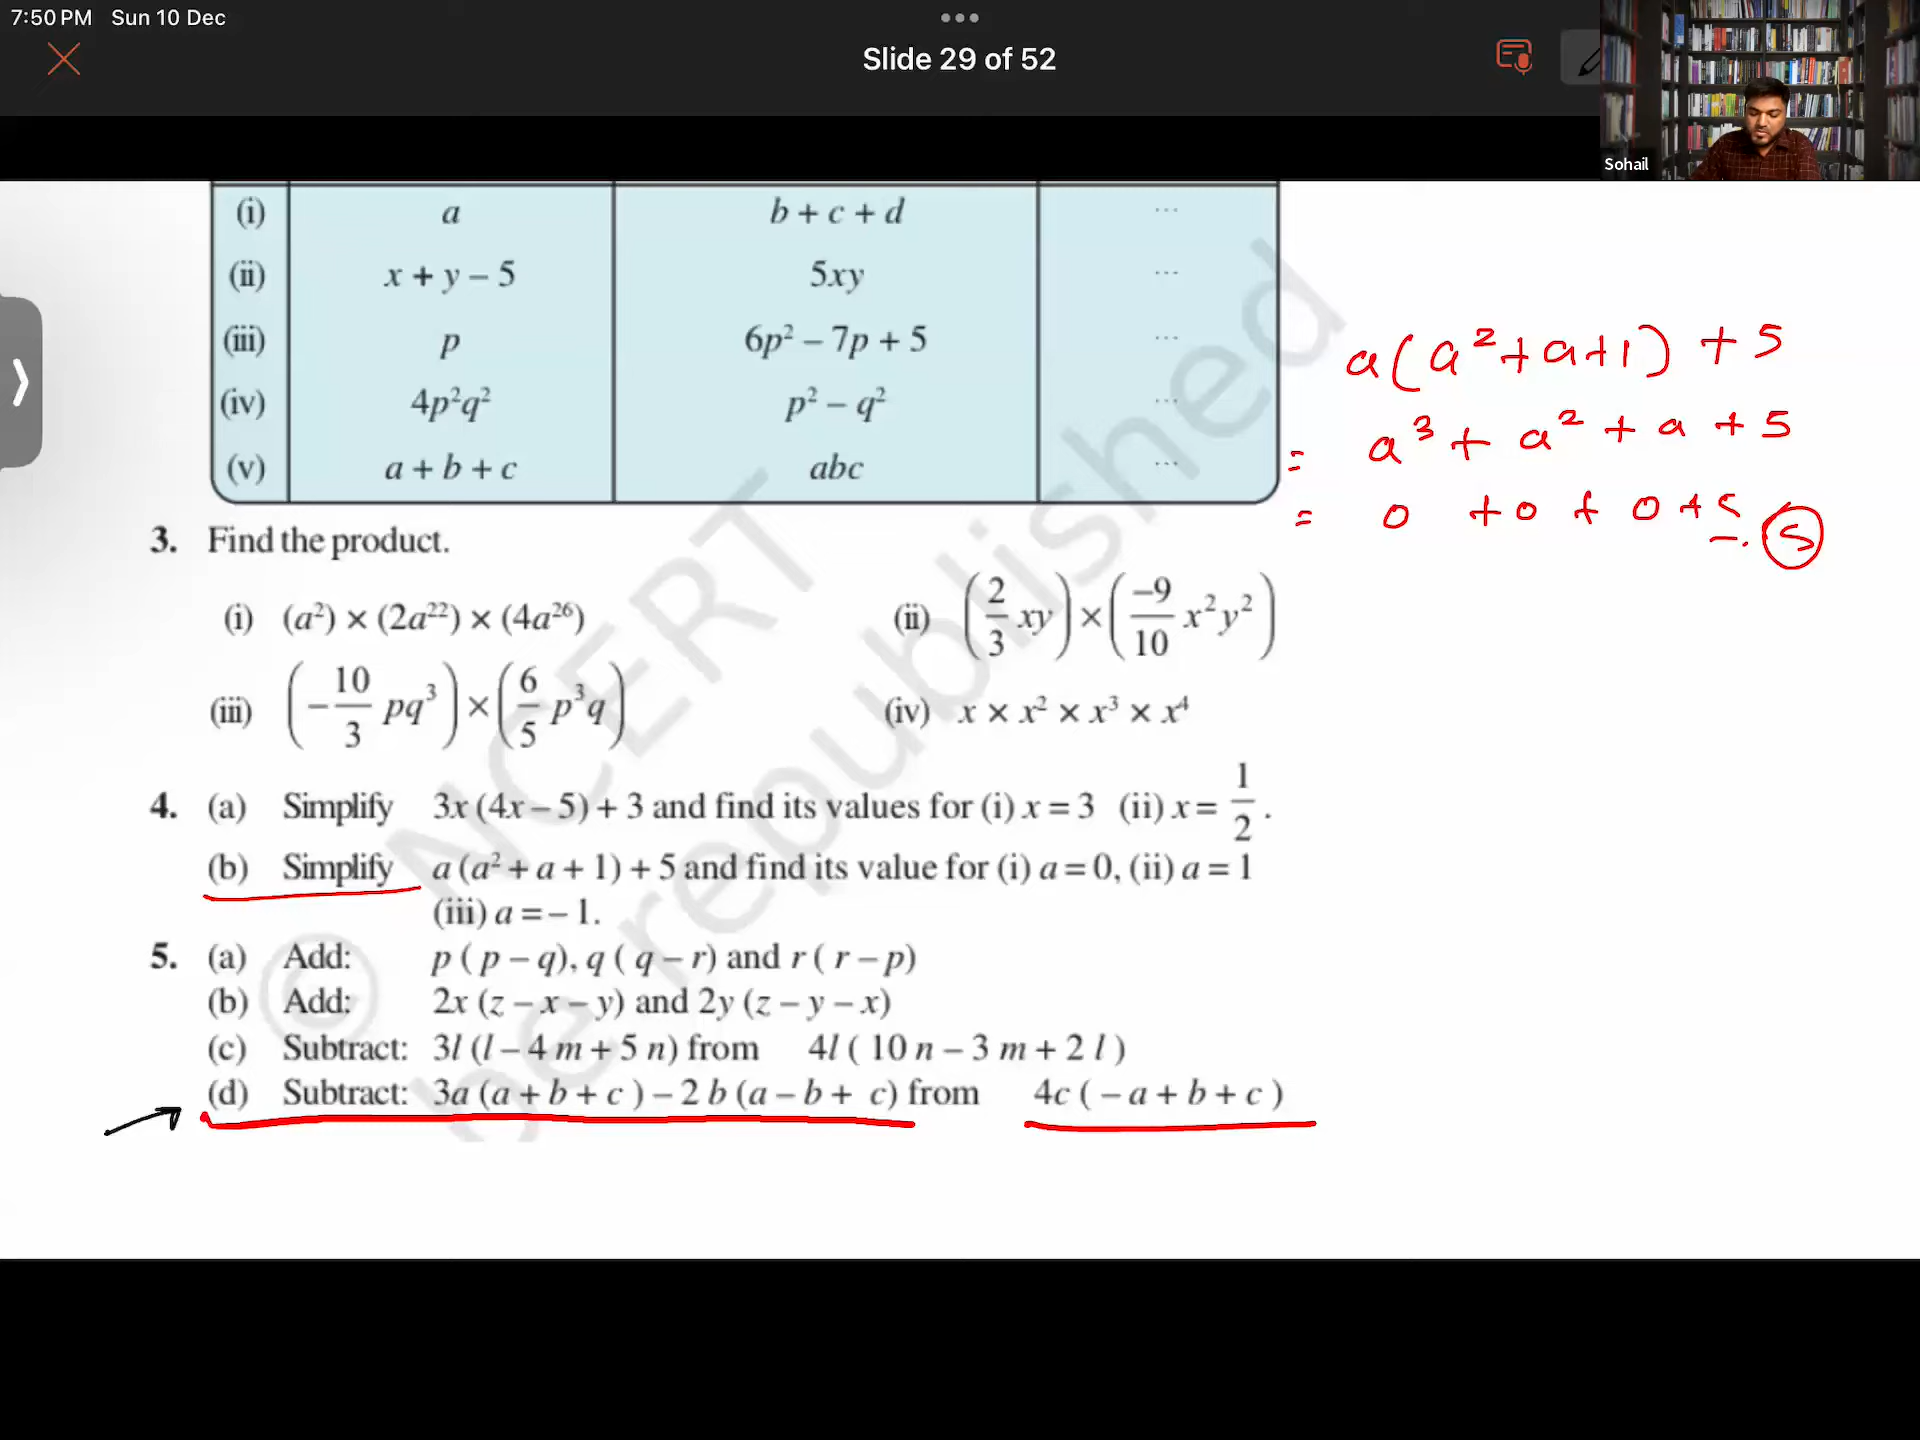 7:50 PM Sun 10 Dec
Slide 29 of 52
Sohail
(i) a b + c + d ...
(ii) x + y – 5 5xy ...
(iii) p 6p² – 7p + 5 ...
(iv) 4p²q² p² – q² ...
(v) a + b + c abc ...
a(a²+a+1) + 5
= a³ + a² + a + 5
= 0 + 0 + 0 + 5 5
3. Find the product.
(i) (a²) × (2a²²) × (4a²⁶) (ii) (2/3 xy) × (–9/10 x²y²)
(iii) (–10/3 pq³) × (6/5 p³q) (iv) x × x² × x³ × x⁴
4. (a) Simplify 3x (4x – 5) + 3 and find its values for (i) x = 3 (ii) x = 1/2.
(b) Simplify a (a² + a + 1) + 5 and find its value for (i) a = 0, (ii) a = 1
(iii) a = – 1.
5. (a) Add: p ( p – q), q ( q – r) and r ( r – p)
(b) Add: 2x (z – x – y) and 2y (z – y – x)
(c) Subtract: 3l (l – 4 m + 5 n) from 4l ( 10 n – 3 m + 2 l )
(d) Subtract: 3a (a + b + c ) – 2 b (a – b + c) from 4c ( – a + b + c )
© NCERT
be republished